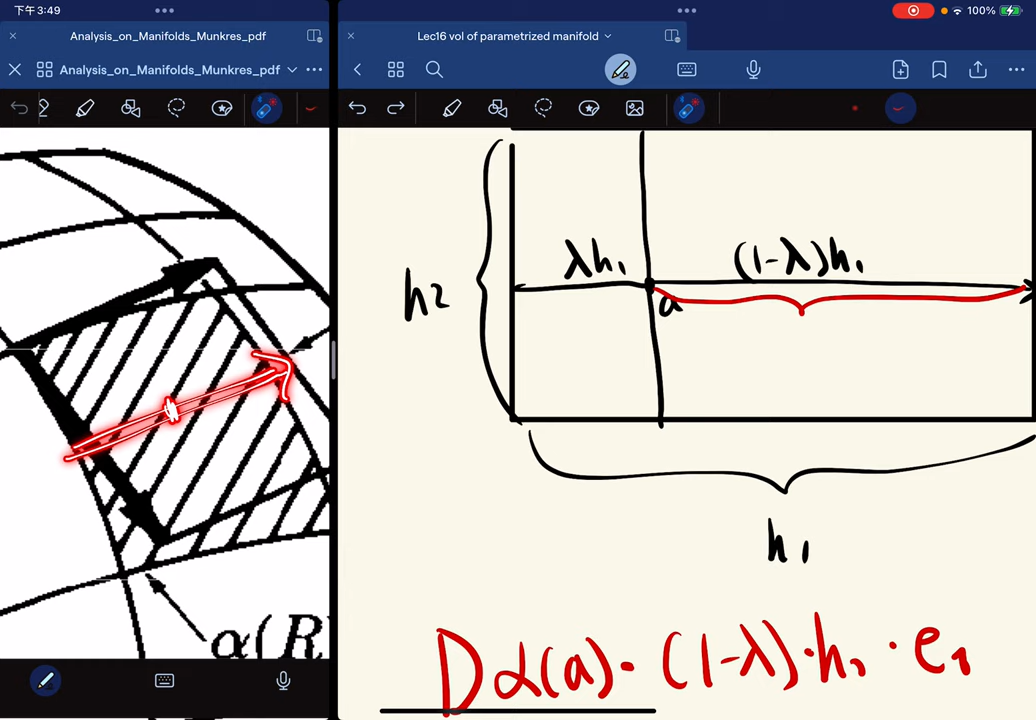 下午3:49
100%
Analysis_on_Manifolds_Munkres_pdf
Lec16 vol of parametrized manifold
Analysis_on_Manifolds_Munkres_pdf
λh₁
(1-λ)h₁
h₂
a
h₁
α(R)
Dα(a)·(1-λ)·h₁·e₁